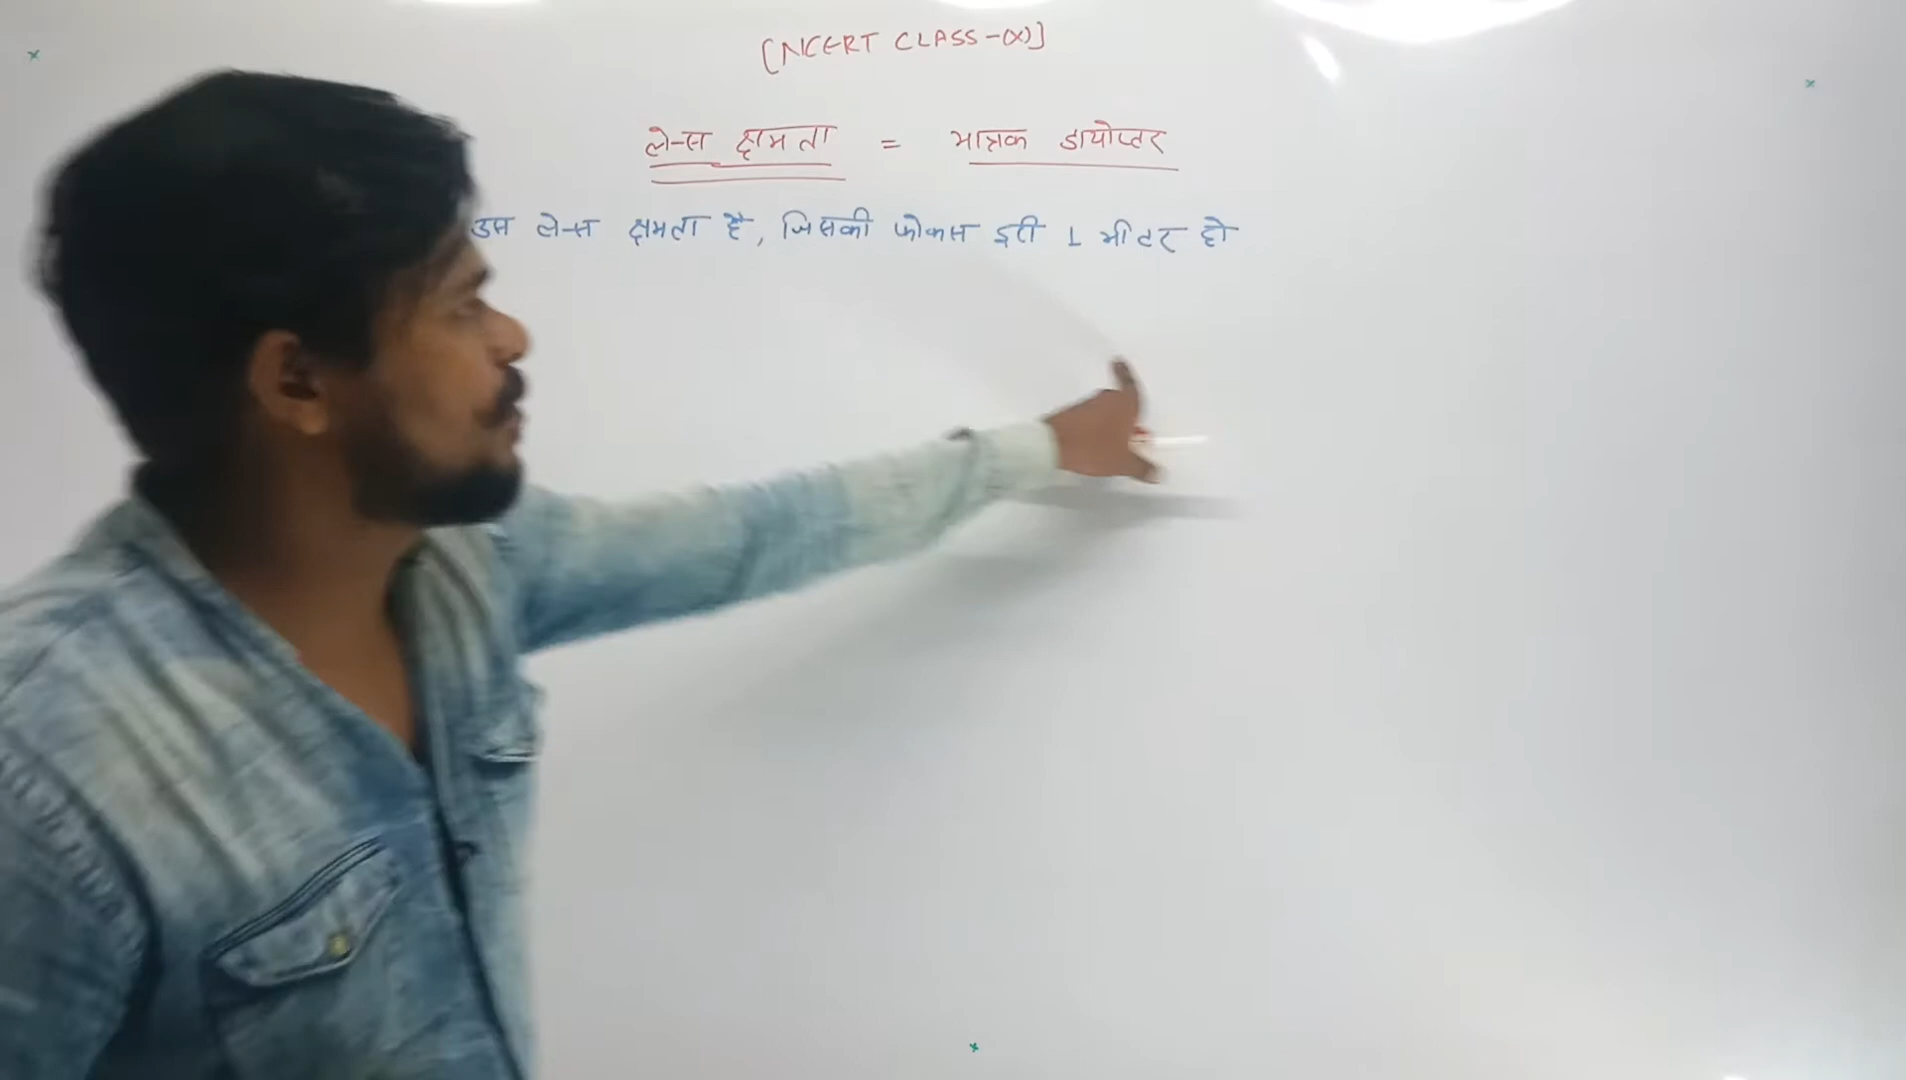 [NCERT CLASS-(X)]
लेन्स क्षमता = मात्रक डायोप्टर
उस लेन्स क्षमता है, जिसकी फोकस दूरी 1 मीटर हो